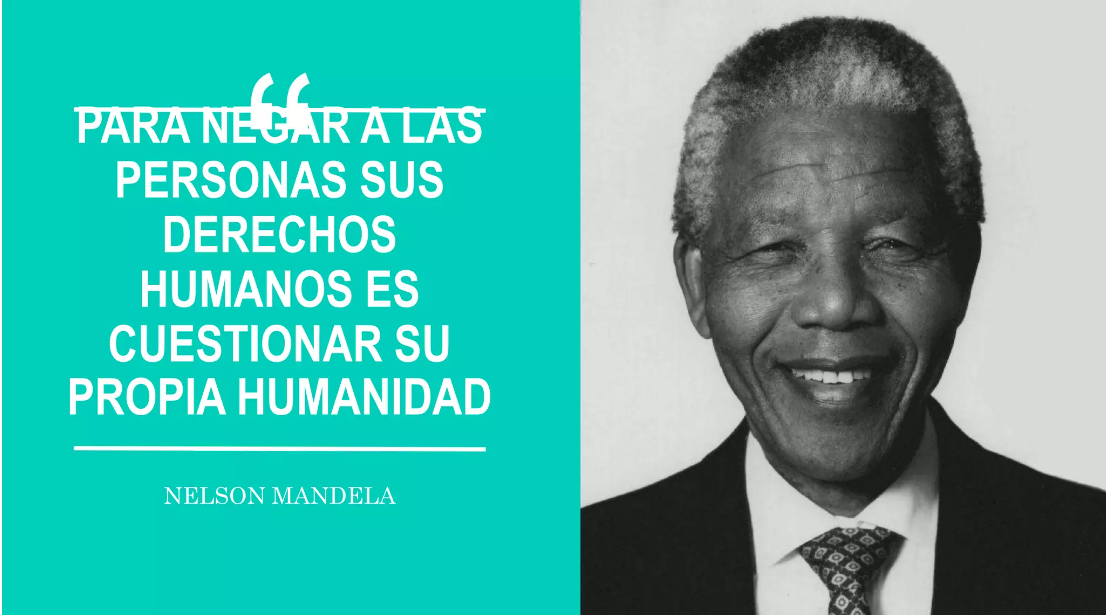 “
PARA NEGAR A LAS
PERSONAS SUS
DERECHOS
HUMANOS ES
CUESTIONAR SU
PROPIA HUMANIDAD
NELSON MANDELA